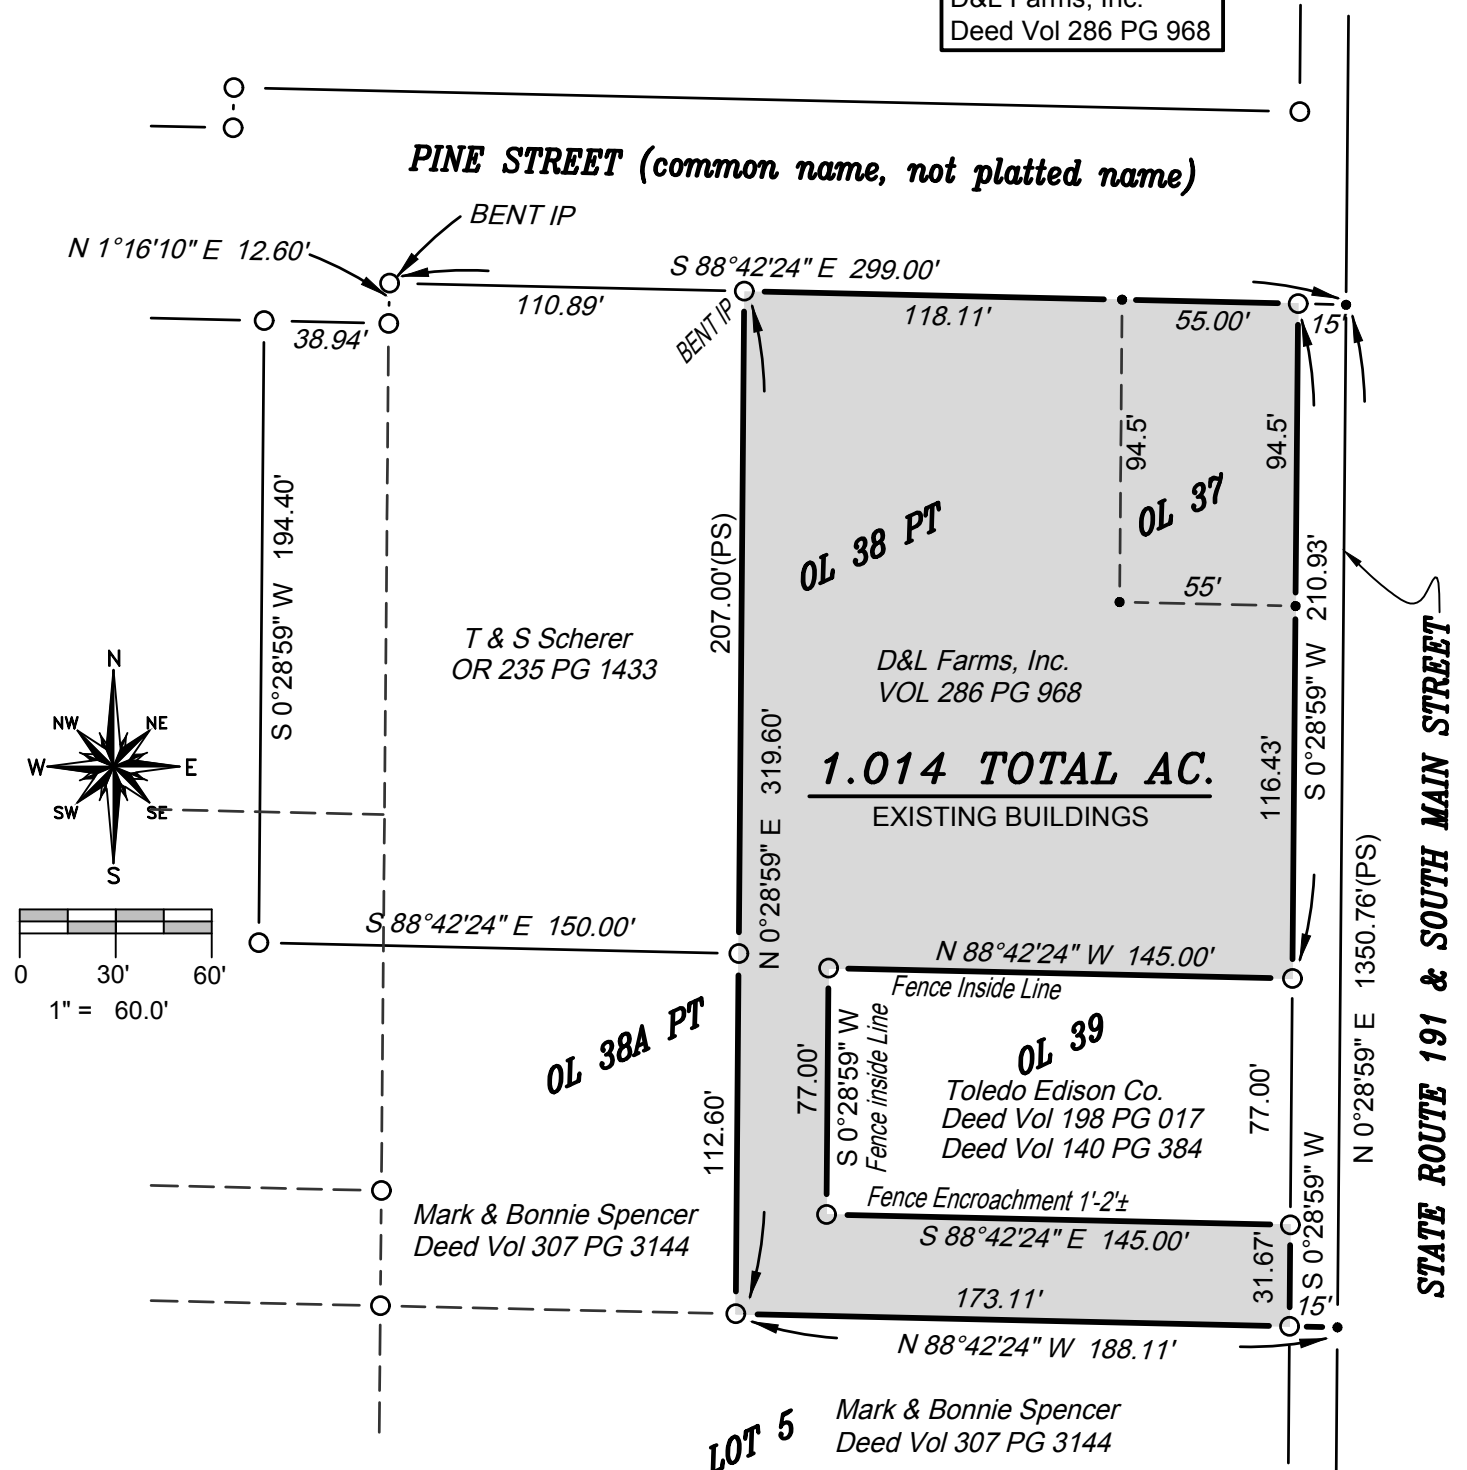 D&L Farms, Inc.
Deed Vol 286 PG 968
PINE STREET (common name, not platted name)
BENT IP
N 1°16'10" E 12.60'
S 88°42'24" E 299.00'
110.89'
BENT IP
118.11'
55.00'
15'
38.94'
94.5'
94.5'
OL 37
OL 38 PT
S 0°28'59" W 194.40'
207.00'(PS)
S 0°28'59" W 210.93'
55'
T & S Scherer
OR 235 PG 1433
D&L Farms, Inc.
VOL 286 PG 968
N
NW
NE
W
E
SW
SE
S
N 0°28'59" E 319.60'
1.014 TOTAL AC.
EXISTING BUILDINGS
116.43'
STATE ROUTE 191 & SOUTH MAIN STREET
N 0°28'59" E 1350.76'(PS)
0
30'
60'
1" = 60.0'
S 88°42'24" E 150.00'
N 88°42'24" W 145.00'
Fence Inside Line
OL 38A PT
OL 39
77.00'
S 0°28'59" W
Fence inside Line
Toledo Edison Co.
Deed Vol 198 PG 017
Deed Vol 140 PG 384
77.00'
112.60'
Fence Encroachment 1'-2'±
S 88°42'24" E 145.00'
Mark & Bonnie Spencer
Deed Vol 307 PG 3144
S 0°28'59" W
31.67'
15'
173.11'
N 88°42'24" W 188.11'
LOT 5
Mark & Bonnie Spencer
Deed Vol 307 PG 3144